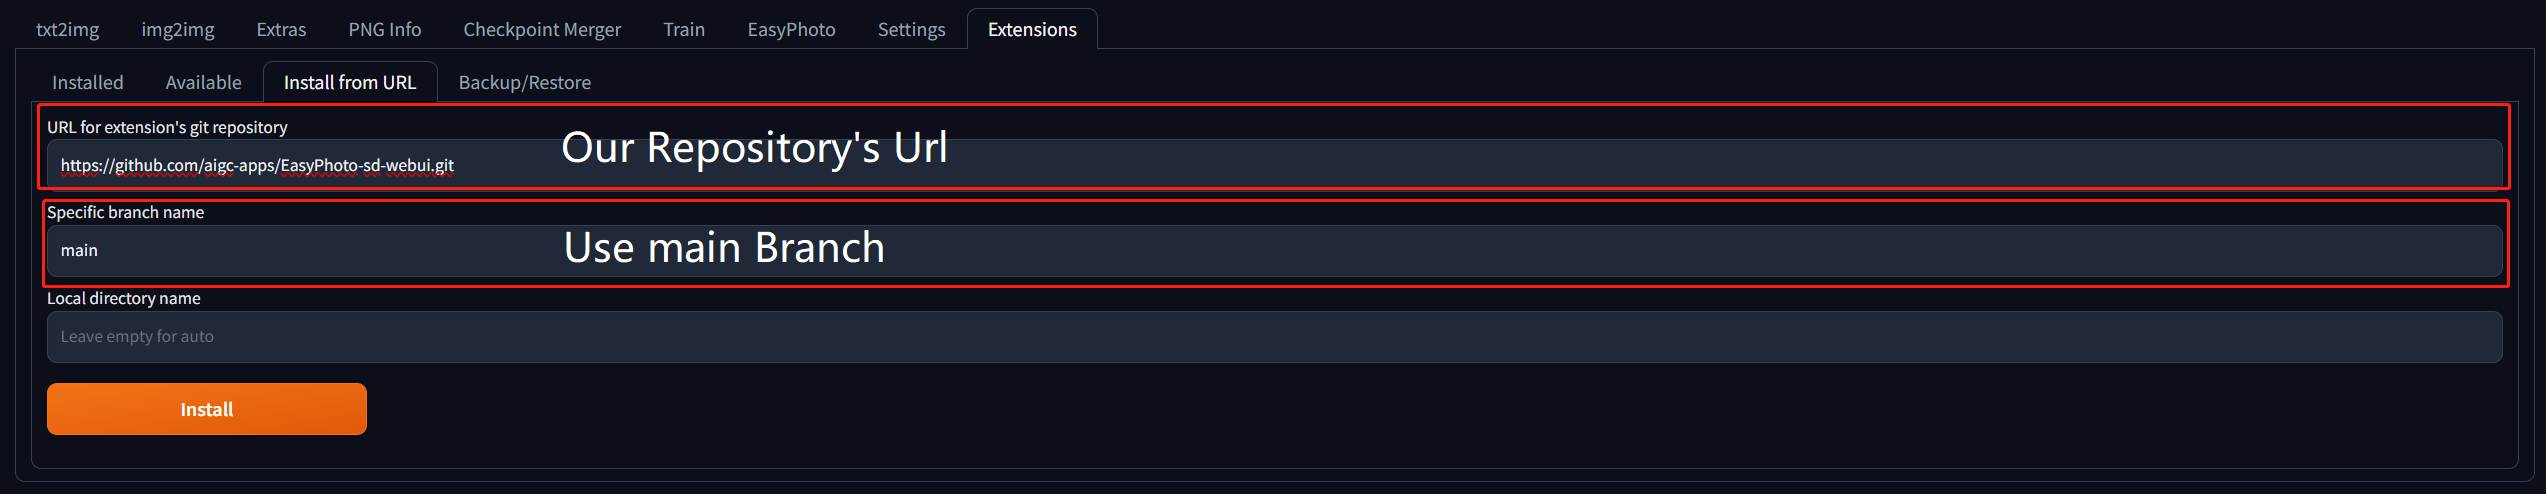 txt2img img2img Extras PNG Info Checkpoint Merger Train EasyPhoto Settings Extensions
Installed Available Install from URL Backup/Restore
URL for extension's git repository
https://github.com/aigc-apps/EasyPhoto-sd-webui.git
Our Repository's Url
Specific branch name
main
Use main Branch
Local directory name
Leave empty for auto
Install